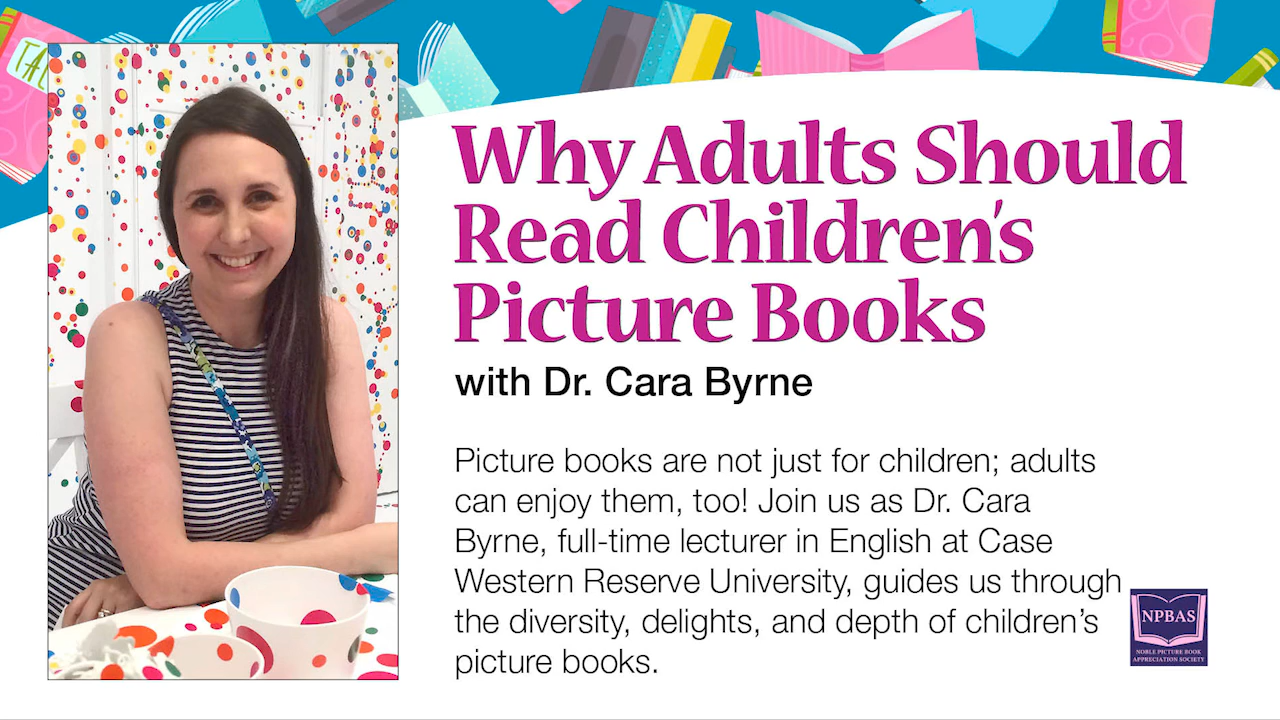 TAL
Why Adults Should
Read Children's
Picture Books
with Dr. Cara Byrne
Picture books are not just for children; adults
can enjoy them, too! Join us as Dr. Cara
Byrne, full-time lecturer in English at Case
Western Reserve University, guides us through
the diversity, delights, and depth of children's
picture books.
NPBAS
NOBLE PICTURE BOOK
APPRECIATION SOCIETY